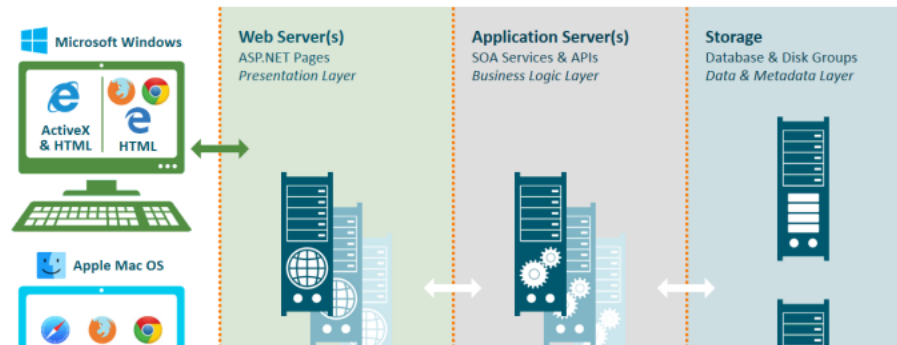 Microsoft Windows
ActiveX
& HTML
HTML
Apple Mac OS
Web Server(s)
ASP.NET Pages
Presentation Layer
Application Server(s)
SOA Services & APIs
Business Logic Layer
Storage
Database & Disk Groups
Data & Metadata Layer